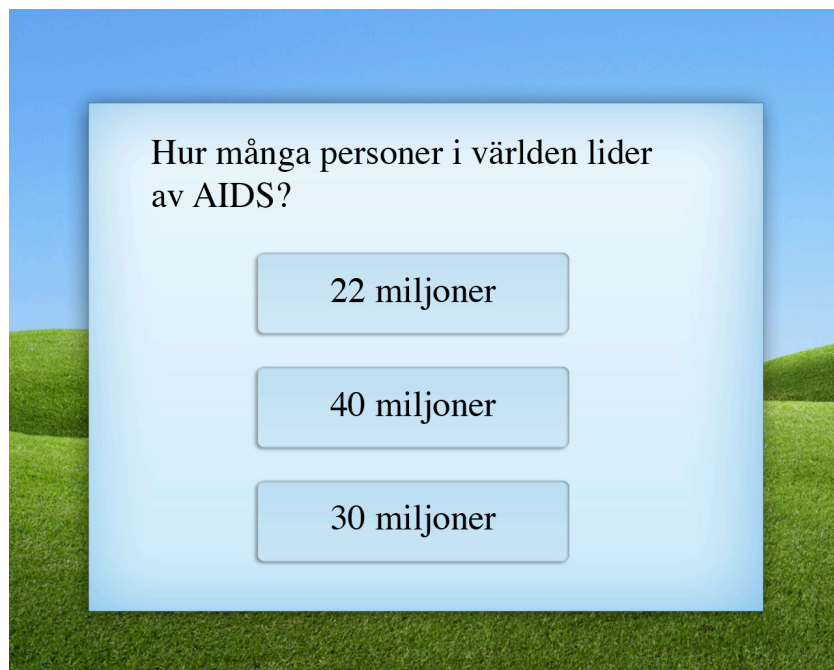 Hur många personer i världen lider
av AIDS?
22 miljoner
40 miljoner
30 miljoner